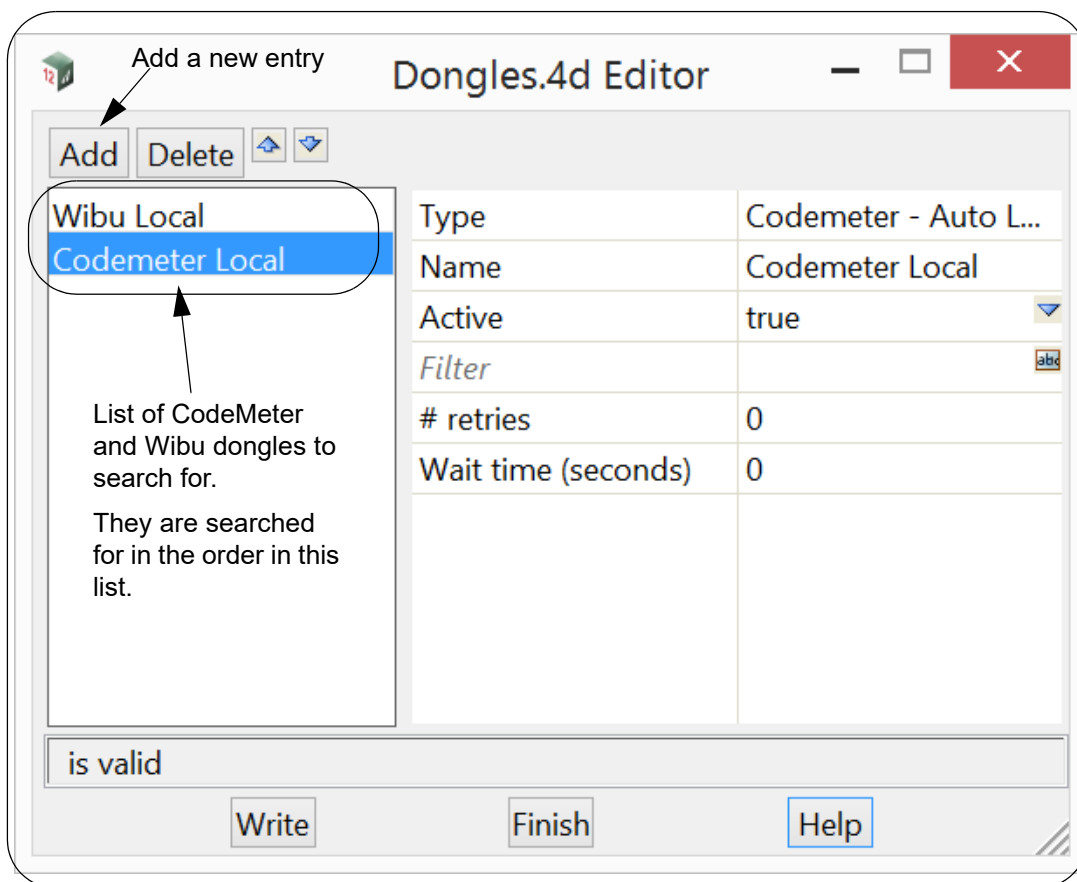 Add a new entry
12
Dongles.4d Editor
Add Delete
Wibu Local
Codemeter Local
Type Codemeter - Auto L...
Name Codemeter Local
Active true
Filter abc
# retries 0
Wait time (seconds) 0
List of CodeMeter
and Wibu dongles to
search for.
They are searched
for in the order in this
list.
is valid
Write Finish Help